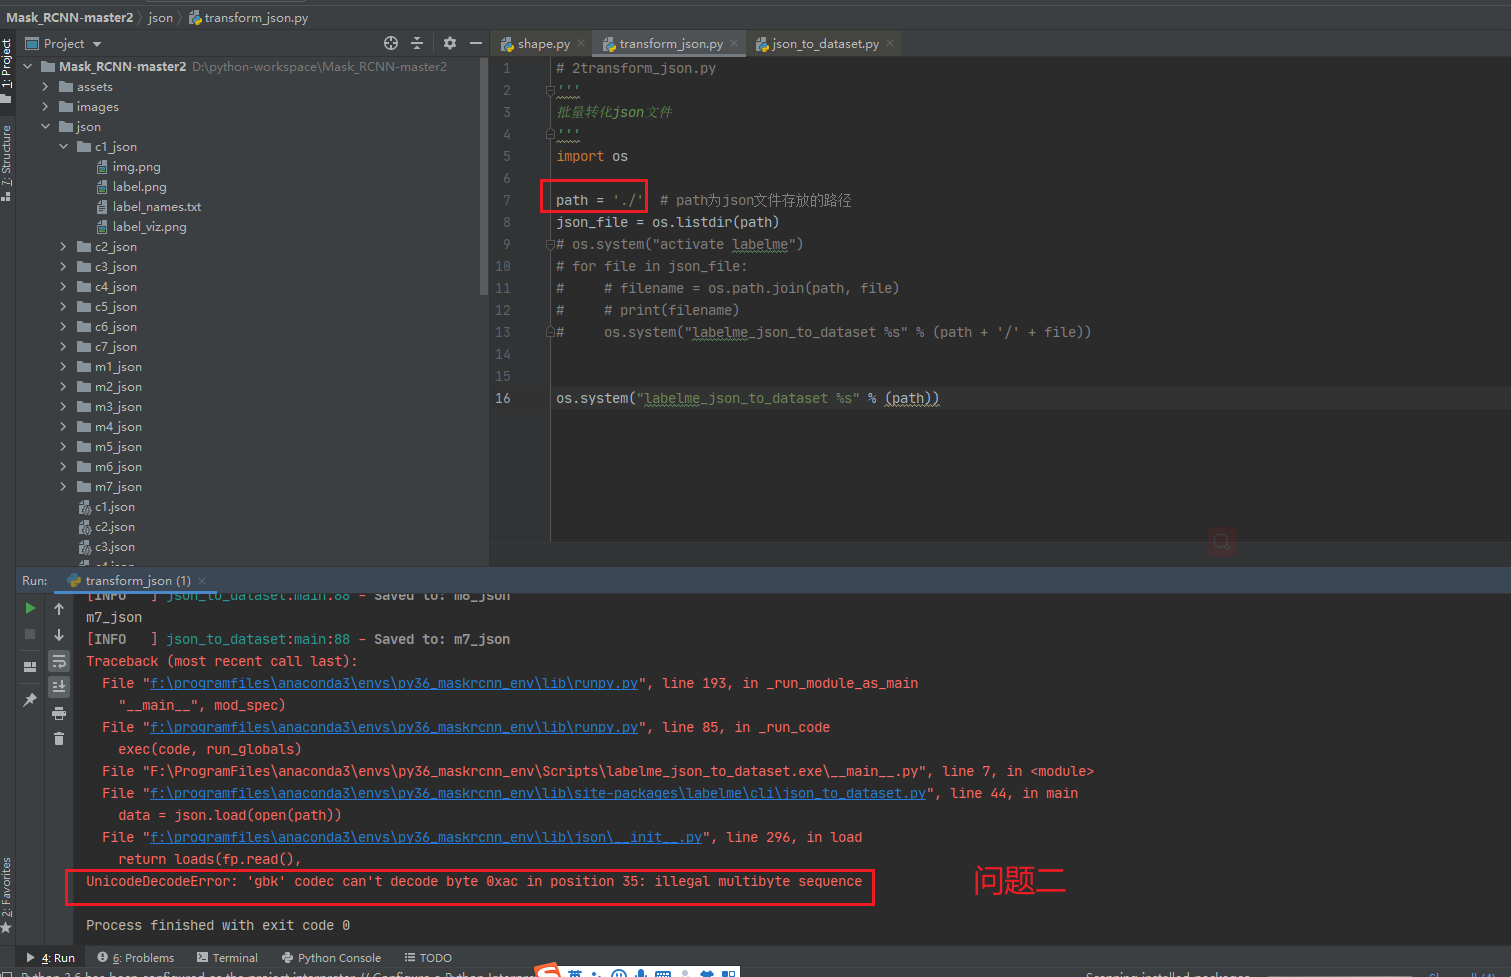 Mask_RCNN-master2 〉 json 〉 transform_json.py
Project
shape.py
transform_json.py
json_to_dataset.py
1: Project
7: Structure
2: Favorites
Mask_RCNN-master2 D:\python-workspace\Mask_RCNN-master2
assets
images
json
c1_json
img.png
label.png
label_names.txt
label_viz.png
c2_json
c3_json
c4_json
c5_json
c6_json
c7_json
m1_json
m2_json
m3_json
m4_json
m5_json
m6_json
m7_json
c1.json
c2.json
c3.json
1 # 2transform_json.py
2 '''
3 批量转化json文件
4 '''
5 import os
6
7 path = './' # path为json文件存放的路径
8 json_file = os.listdir(path)
9 # os.system("activate labelme")
10 # for file in json_file:
11 #     # filename = os.path.join(path, file)
12 #     # print(filename)
13 #     os.system("labelme_json_to_dataset %s" % (path + '/' + file))
14
15
16 os.system("labelme_json_to_dataset %s" % (path))
Run: transform_json (1)
[INFO   ] json_to_dataset:main:88 - Saved to: m6_json
m7_json
[INFO   ] json_to_dataset:main:88 - Saved to: m7_json
Traceback (most recent call last):
  File "f:\programfiles\anaconda3\envs\py36_maskrcnn_env\lib\runpy.py", line 193, in _run_module_as_main
    "__main__", mod_spec)
  File "f:\programfiles\anaconda3\envs\py36_maskrcnn_env\lib\runpy.py", line 85, in _run_code
    exec(code, run_globals)
  File "F:\ProgramFiles\anaconda3\envs\py36_maskrcnn_env\Scripts\labelme_json_to_dataset.exe\__main__.py", line 7, in <module>
  File "f:\programfiles\anaconda3\envs\py36_maskrcnn_env\lib\site-packages\labelme\cli\json_to_dataset.py", line 44, in main
    data = json.load(open(path))
  File "f:\programfiles\anaconda3\envs\py36_maskrcnn_env\lib\json\__init__.py", line 296, in load
    return loads(fp.read(),
UnicodeDecodeError: 'gbk' codec can't decode byte 0xac in position 35: illegal multibyte sequence
问题二
Process finished with exit code 0
4: Run
6: Problems
Terminal
Python Console
TODO